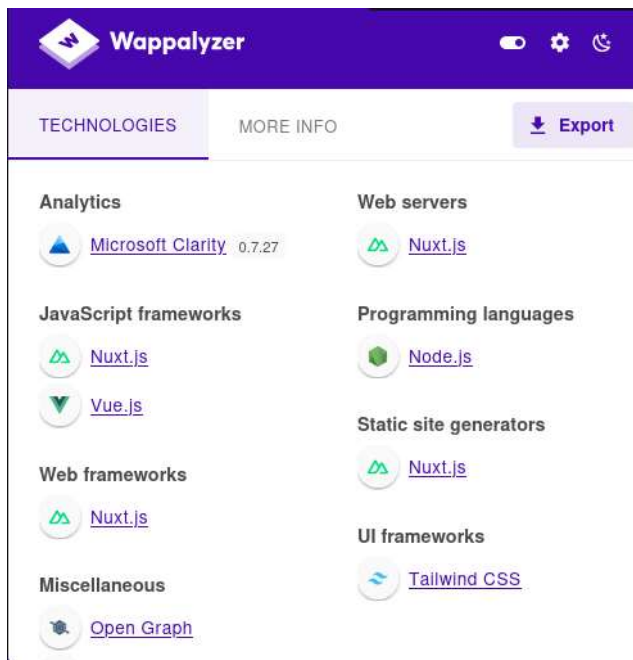 Wappalyzer
TECHNOLOGIES
MORE INFO
Export
Analytics
Microsoft Clarity 0.7.27
JavaScript frameworks
Nuxt.js
Vue.js
Web frameworks
Nuxt.js
Miscellaneous
Open Graph
Web servers
Nuxt.js
Programming languages
Node.js
Static site generators
Nuxt.js
UI frameworks
Tailwind CSS